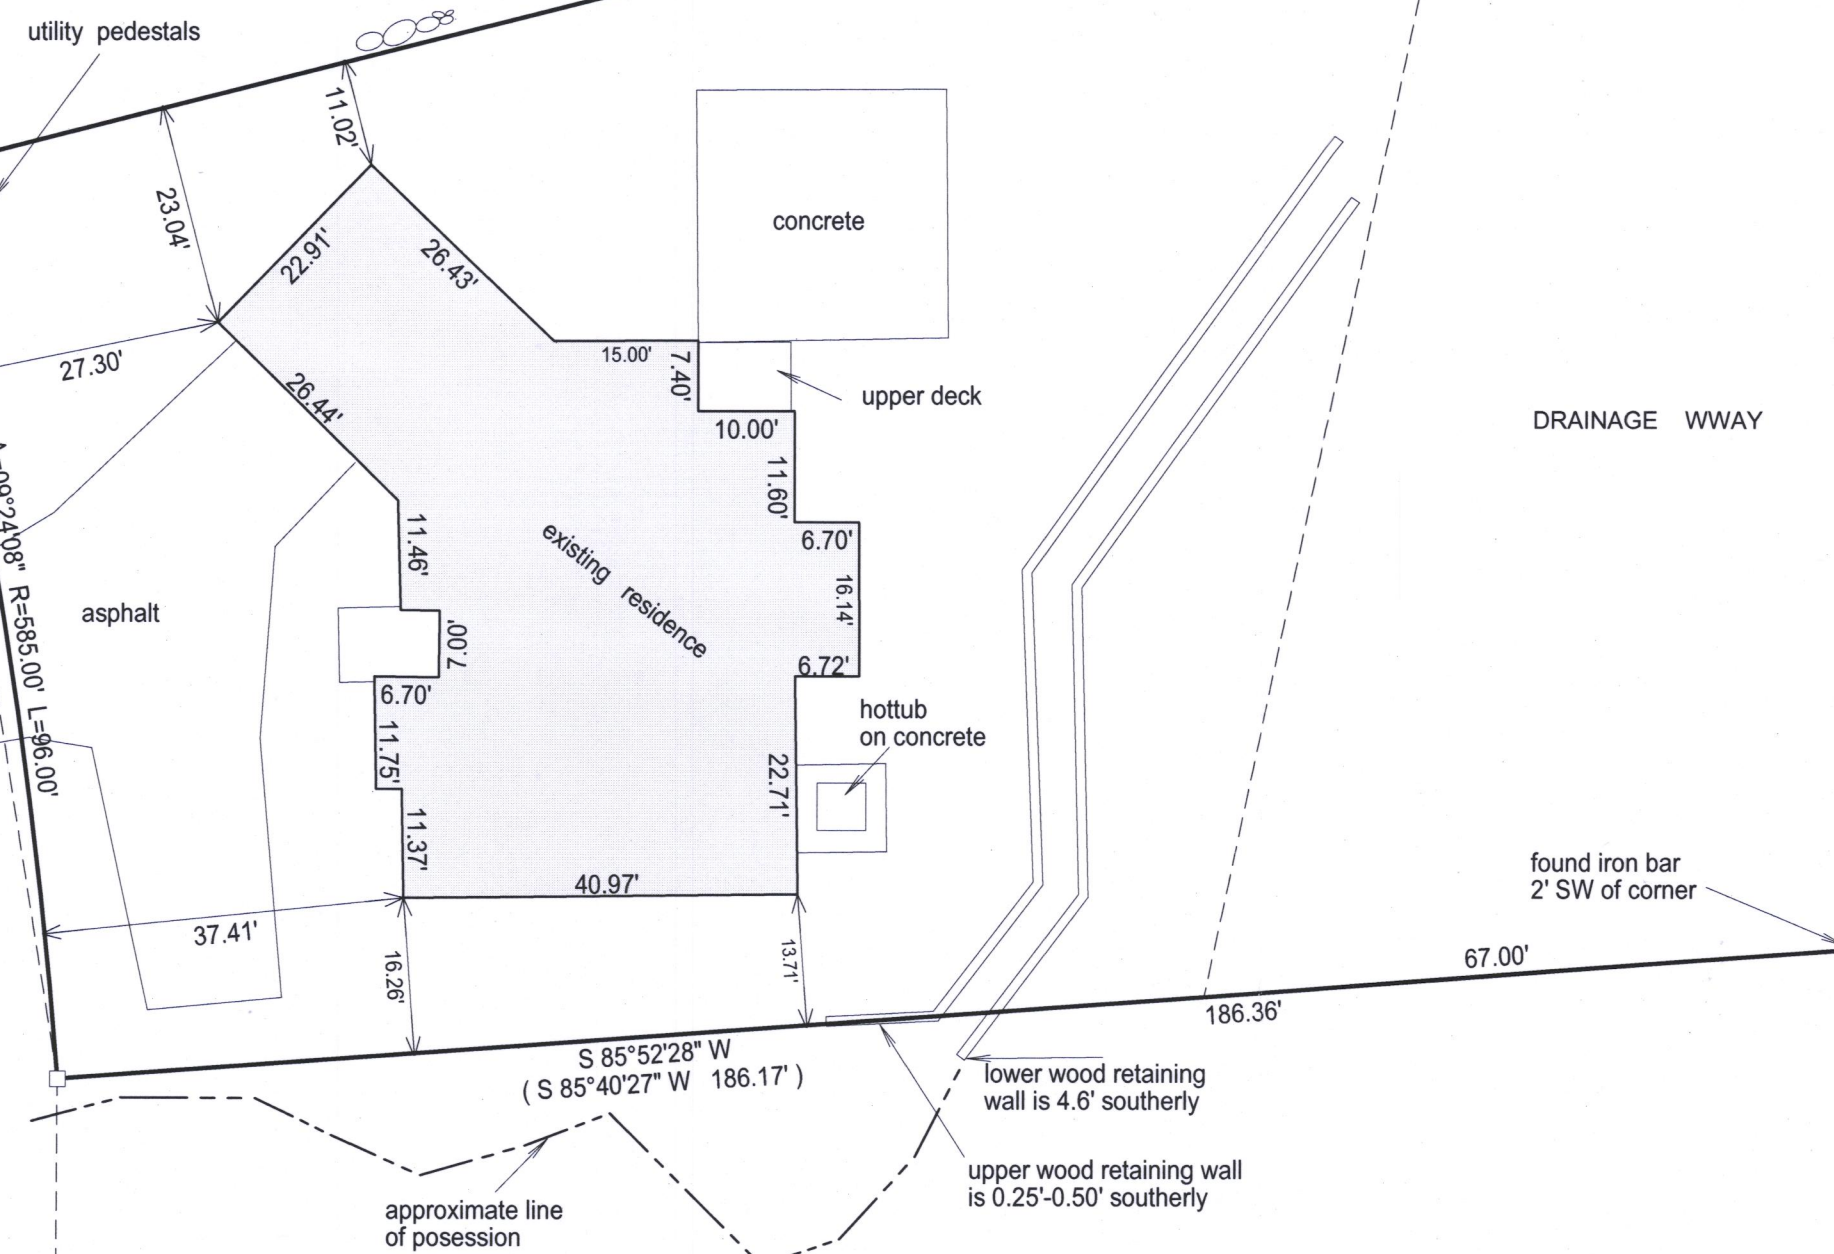 utility pedestals
11.02'
23.04'
22.91'
26.43'
concrete
27.30'
26.44'
15.00'
7.40'
upper deck
10.00'
DRAINAGE WWAY
11.60'
11.46'
existing residence
6.70'
16.14'
asphalt
7.00'
6.72'
6.70'
hottub
on concrete
11.75'
22.71'
09°24'08" R=585.00' L=96.00'
11.37'
40.97'
found iron bar
2' SW of corner
37.41'
16.26'
13.71'
67.00'
186.36'
S 85°52'28" W
( S 85°40'27" W 186.17' )
lower wood retaining
wall is 4.6' southerly
upper wood retaining wall
is 0.25'-0.50' southerly
approximate line
of posession